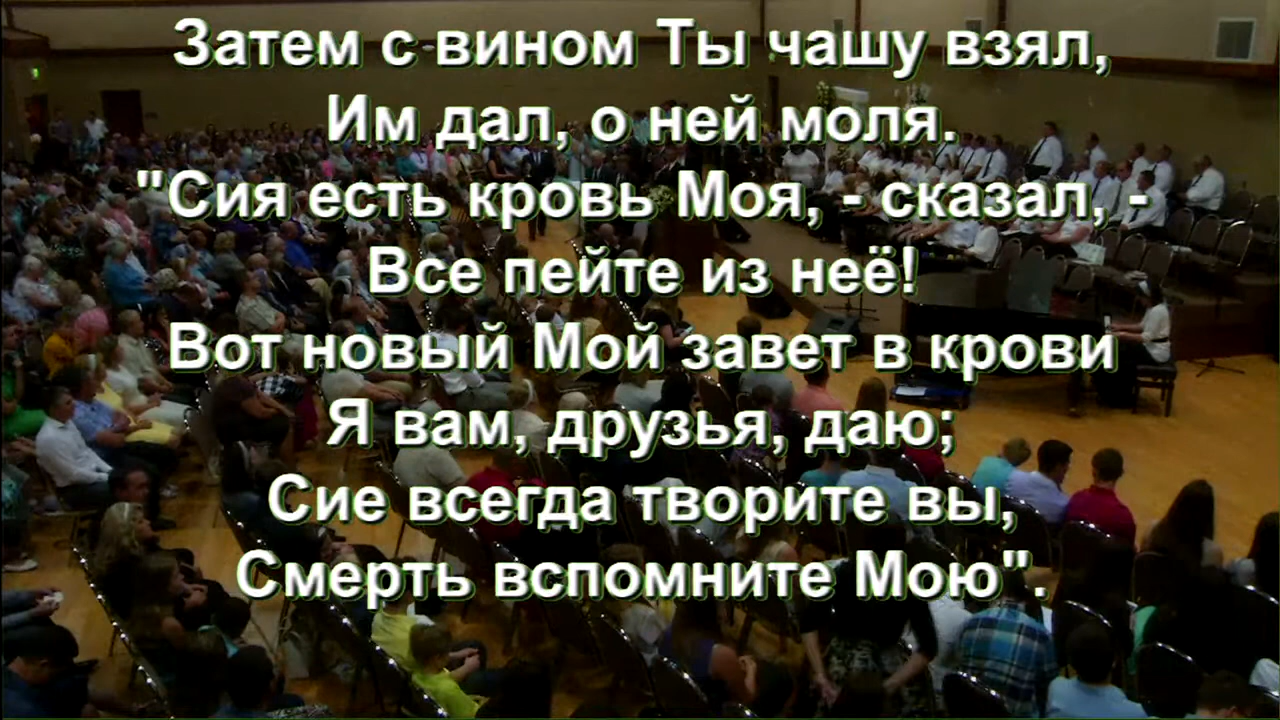 Затем с вином Ты чашу взял,
Им дал, о ней моля.
"Сия есть кровь Моя, - сказал, -
Все пейте из неё!
Вот новый Мой завет в крови
Я вам, друзья, даю;
Сие всегда творите вы,
Смерть вспомните Мою".